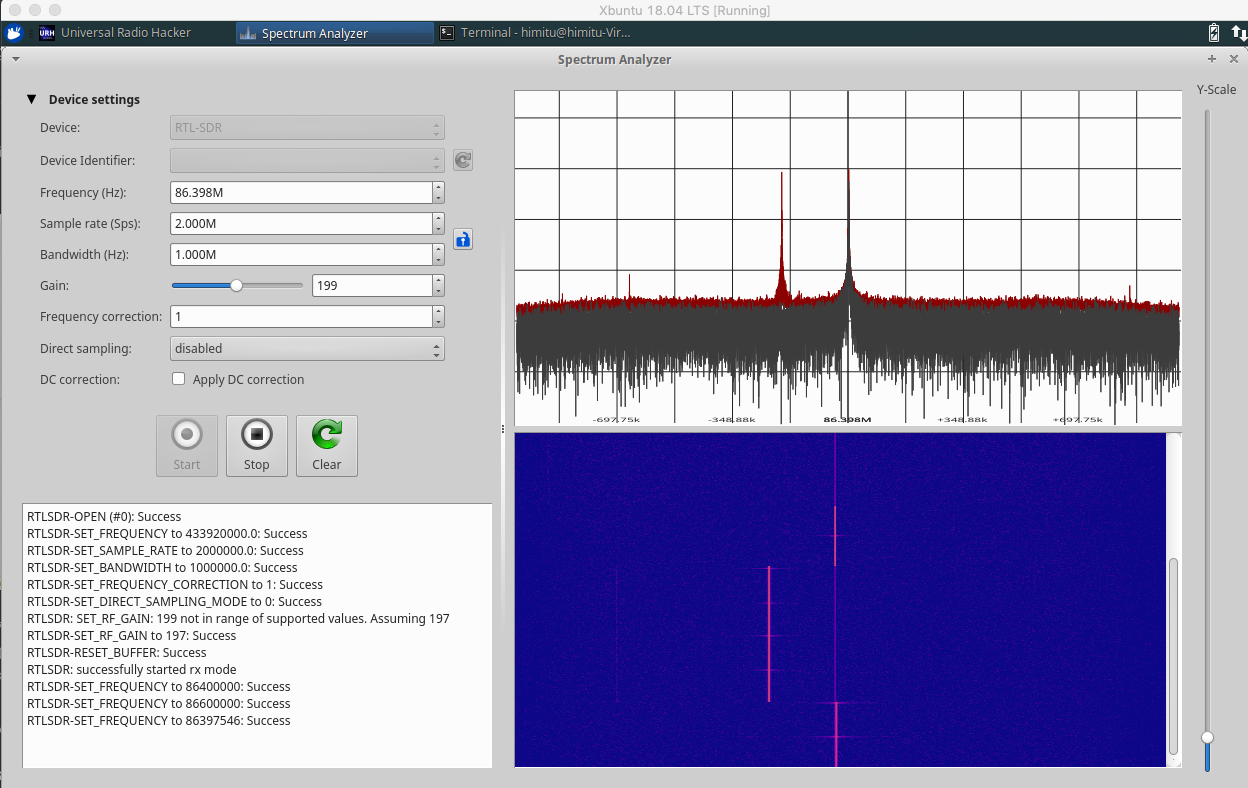 Xbuntu 18.04 LTS [Running]
URH Universal Radio Hacker Spectrum Analyzer Terminal - himitu@himitu-Vir...
Spectrum Analyzer
Device settings
Device: RTL-SDR
Device Identifier:
Frequency (Hz): 86.398M
Sample rate (Sps): 2.000M
Bandwidth (Hz): 1.000M
Gain: 199
Frequency correction: 1
Direct sampling: disabled
DC correction: Apply DC correction
Start Stop Clear
RTLSDR-OPEN (#0): Success
RTLSDR-SET_FREQUENCY to 433920000.0: Success
RTLSDR-SET_SAMPLE_RATE to 2000000.0: Success
RTLSDR-SET_BANDWIDTH to 1000000.0: Success
RTLSDR-SET_FREQUENCY_CORRECTION to 1: Success
RTLSDR-SET_DIRECT_SAMPLING_MODE to 0: Success
RTLSDR: SET_RF_GAIN: 199 not in range of supported values. Assuming 197
RTLSDR-SET_RF_GAIN to 197: Success
RTLSDR-RESET_BUFFER: Success
RTLSDR: successfully started rx mode
RTLSDR-SET_FREQUENCY to 86400000: Success
RTLSDR-SET_FREQUENCY to 86600000: Success
RTLSDR-SET_FREQUENCY to 86397546: Success
-697.75k -348.88k 86.398M +348.88k +697.75k
Y-Scale